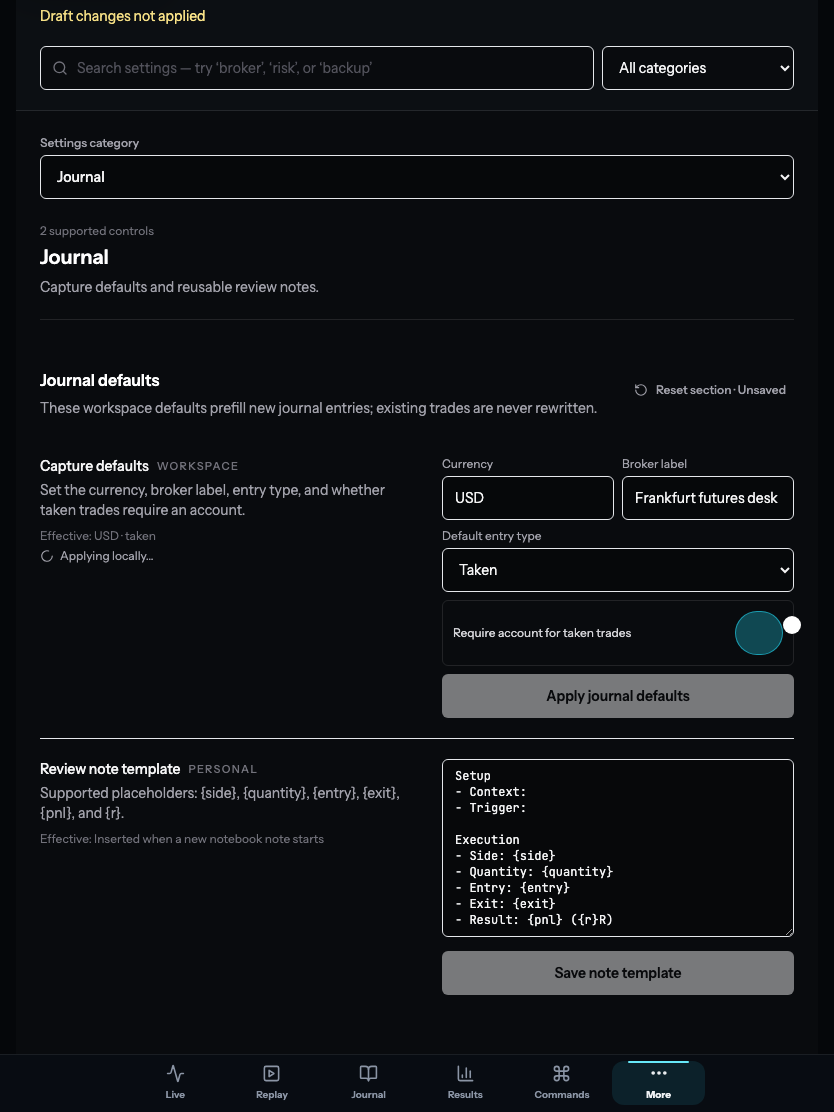 Draft changes not applied
Search settings — try ‘broker’, ‘risk’, or ‘backup’
All categories
Settings category
Journal
2 supported controls
Journal
Capture defaults and reusable review notes.
Journal defaults
These workspace defaults prefill new journal entries; existing trades are never rewritten.
Reset section · Unsaved
Capture defaults WORKSPACE
Set the currency, broker label, entry type, and whether
taken trades require an account.
Effective: USD · taken
Applying locally...
Currency
Broker label
USD
Frankfurt futures desk
Default entry type
Taken
Require account for taken trades
Apply journal defaults
Review note template PERSONAL
Supported placeholders: {side}, {quantity}, {entry}, {exit},
{pnl}, and {r}.
Effective: Inserted when a new notebook note starts
Setup
- Context:
- Trigger:
Execution
- Side: {side}
- Quantity: {quantity}
- Entry: {entry}
- Exit: {exit}
- Result: {pnl} ({r}R)
Save note template
Live
Replay
Journal
Results
Commands
More